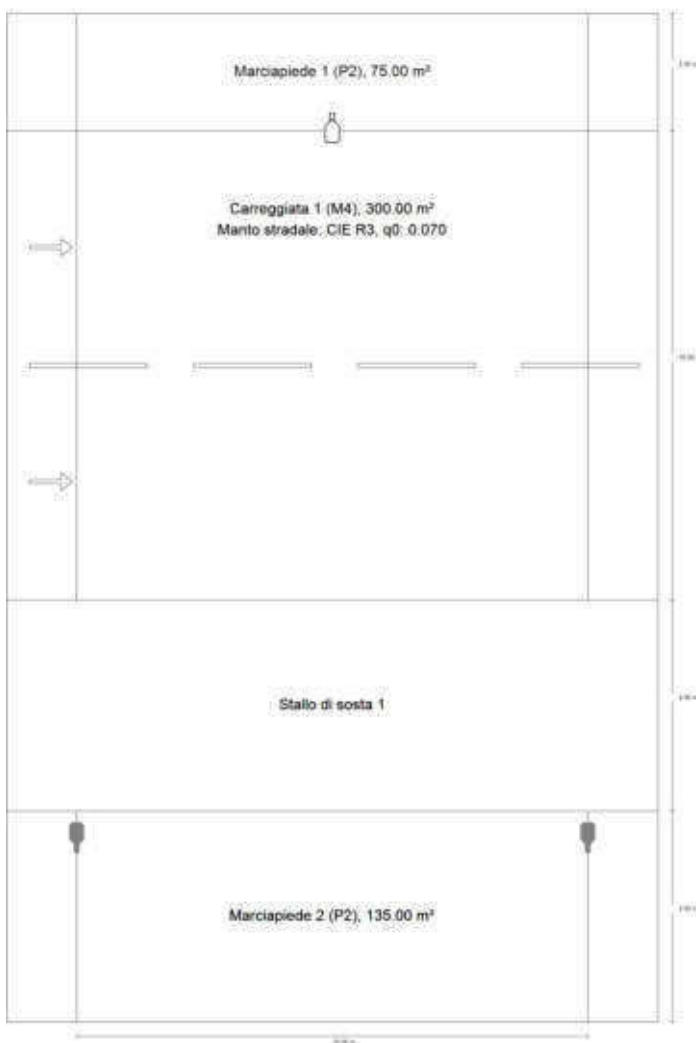 Marciapiede 1 (P2), 75.00 m²
Carreggiata 1 (M4), 300.00 m²
Manto stradale: CIE R3, q0: 0.070
Stallo di sosta 1
Marciapiede 2 (P2), 135.00 m²